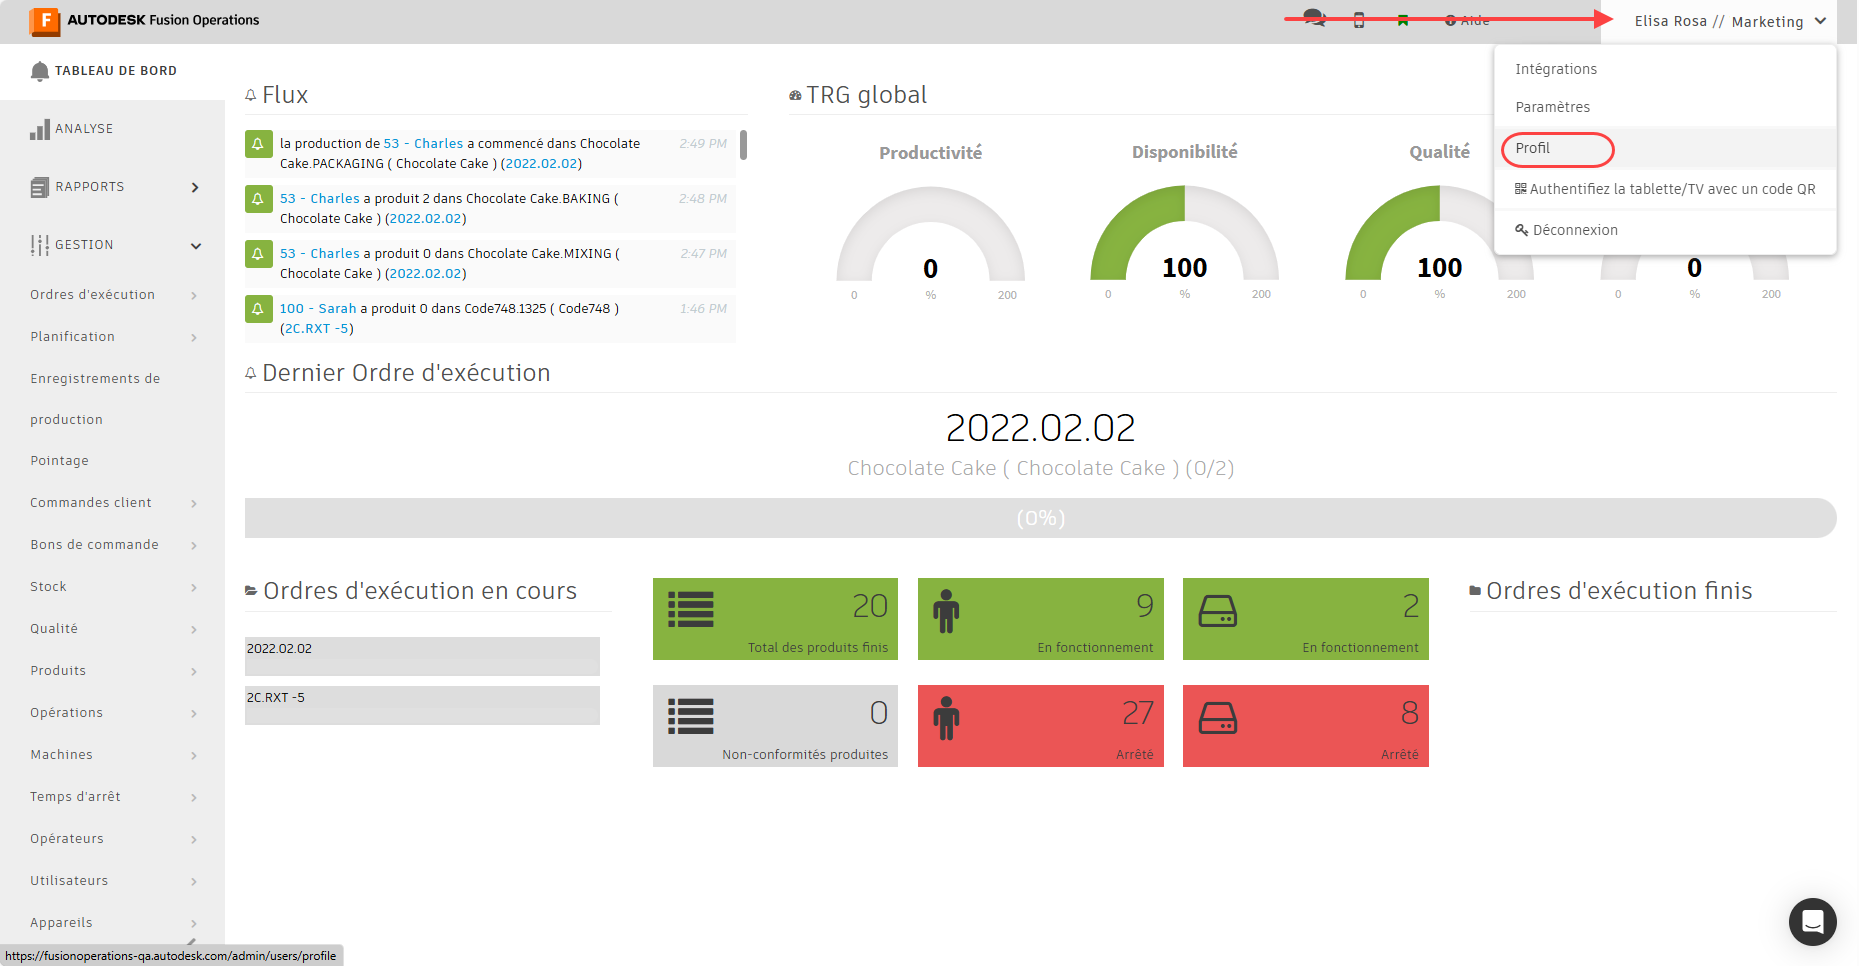 AUTODESK Fusion Operations
Aide
Elisa Rosa // Marketing
Intégrations
Paramètres
Profil
Authentifiez la tablette/TV avec un code QR
Déconnexion
TABLEAU DE BORD
ANALYSE
RAPPORTS
GESTION
Ordres d'exécution
Planification
Enregistrements de
production
Pointage
Commandes client
Bons de commande
Stock
Qualité
Produits
Opérations
Machines
Temps d'arrêt
Opérateurs
Utilisateurs
Appareils
https://fusionoperations-qa.autodesk.com/admin/users/profile
Flux
la production de 53 - Charles a commencé dans Chocolate
Cake.PACKAGING ( Chocolate Cake ) (2022.02.02)
2:49 PM
53 - Charles a produit 2 dans Chocolate Cake.BAKING (
Chocolate Cake ) (2022.02.02)
2:48 PM
53 - Charles a produit 0 dans Chocolate Cake.MIXING (
Chocolate Cake ) (2022.02.02)
2:47 PM
100 - Sarah a produit 0 dans Code748.1325 ( Code748 )
(2C.RXT -5)
1:46 PM
TRG global
Productivité
0
0 % 200
Disponibilité
100
0 % 200
Qualité
100
0 % 200
0
0 % 200
Dernier Ordre d'exécution
2022.02.02
Chocolate Cake ( Chocolate Cake ) (0/2)
(0%)
Ordres d'exécution en cours
2022.02.02
2C.RXT -5
20
Total des produits finis
9
En fonctionnement
2
En fonctionnement
0
Non-conformités produites
27
Arrêté
8
Arrêté
Ordres d'exécution finis